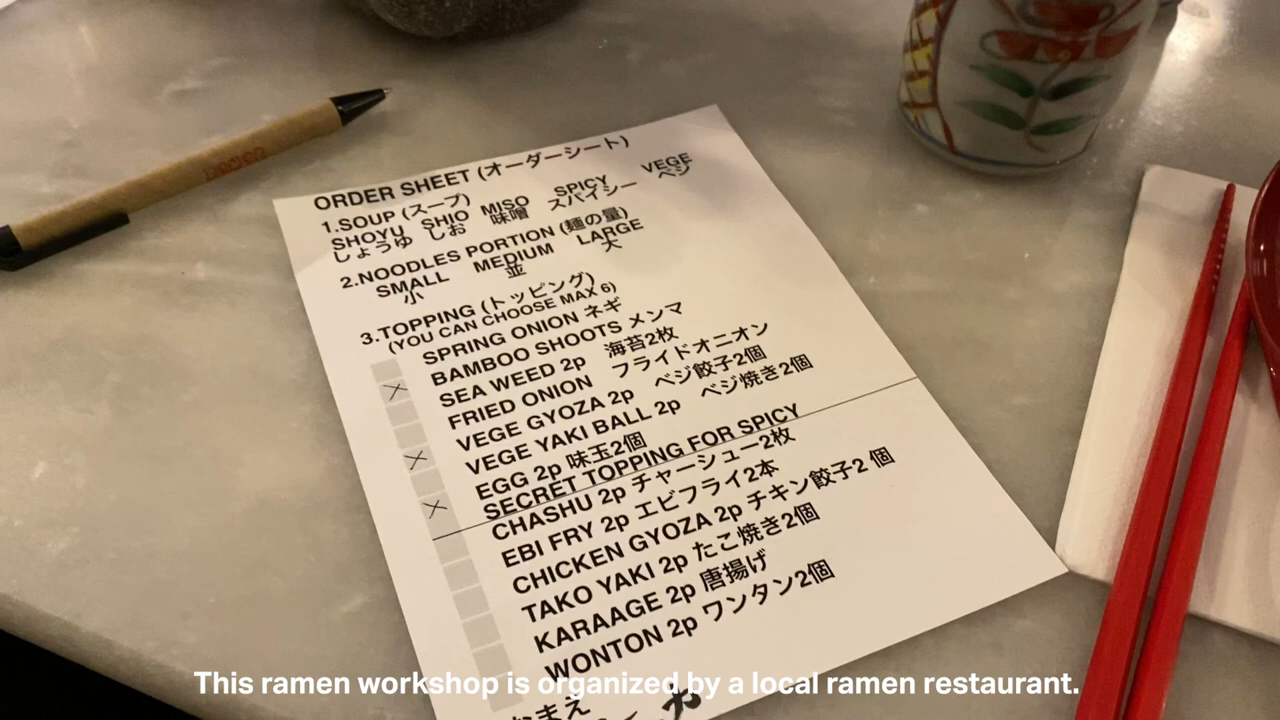 ORDER SHEET (オーダーシート)
1.SOUP (スープ)
SHOYU SHIO MISO SPICY VEGE
しょうゆ しお 味噌 スパイシー ベジ
2.NOODLES PORTION (麺の量)
SMALL MEDIUM LARGE
小 並 大
3.TOPPING (トッピング)
(YOU CAN CHOOSE MAX 6)
SPRING ONION ネギ
BAMBOO SHOOTS メンマ
SEA WEED 2p 海苔2枚
FRIED ONION フライドオニオン
VEGE GYOZA 2p ベジ餃子2個
VEGE YAKI BALL 2p ベジ焼き2個
EGG 2p 味玉2個
SECRET TOPPING FOR SPICY
CHASHU 2p チャーシュー2枚
EBI FRY 2p エビフライ2本
CHICKEN GYOZA 2p チキン餃子2 個
TAKO YAKI 2p たこ焼き2個
KARAAGE 2p 唐揚げ
WONTON 2p ワンタン2個
This ramen workshop is organized by a local ramen restaurant.